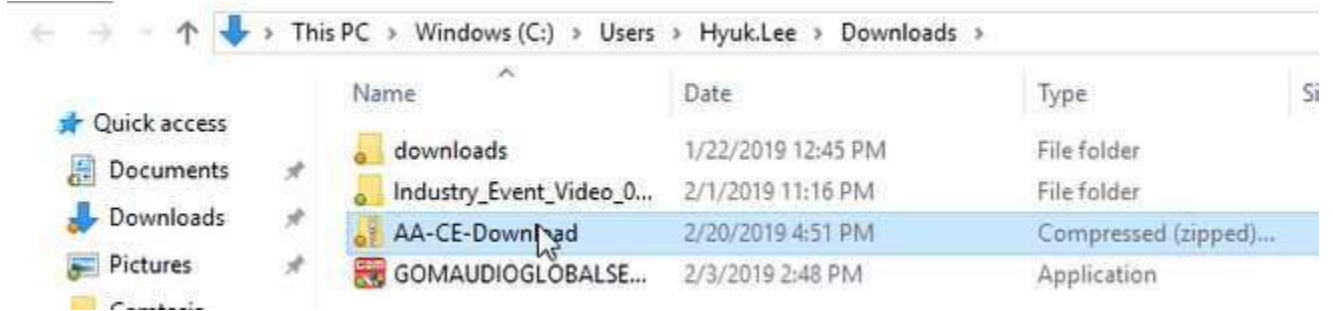 This PC > Windows (C:) > Users > Hyuk.Lee > Downloads >
Name Date Type Si
Quick access
Documents
Downloads
Pictures
downloads 1/22/2019 12:45 PM File folder
Industry_Event_Video_0... 2/1/2019 11:16 PM File folder
AA-CE-Download 2/20/2019 4:51 PM Compressed (zipped)...
GOMAUDIOGLOBALSE... 2/3/2019 2:48 PM Application